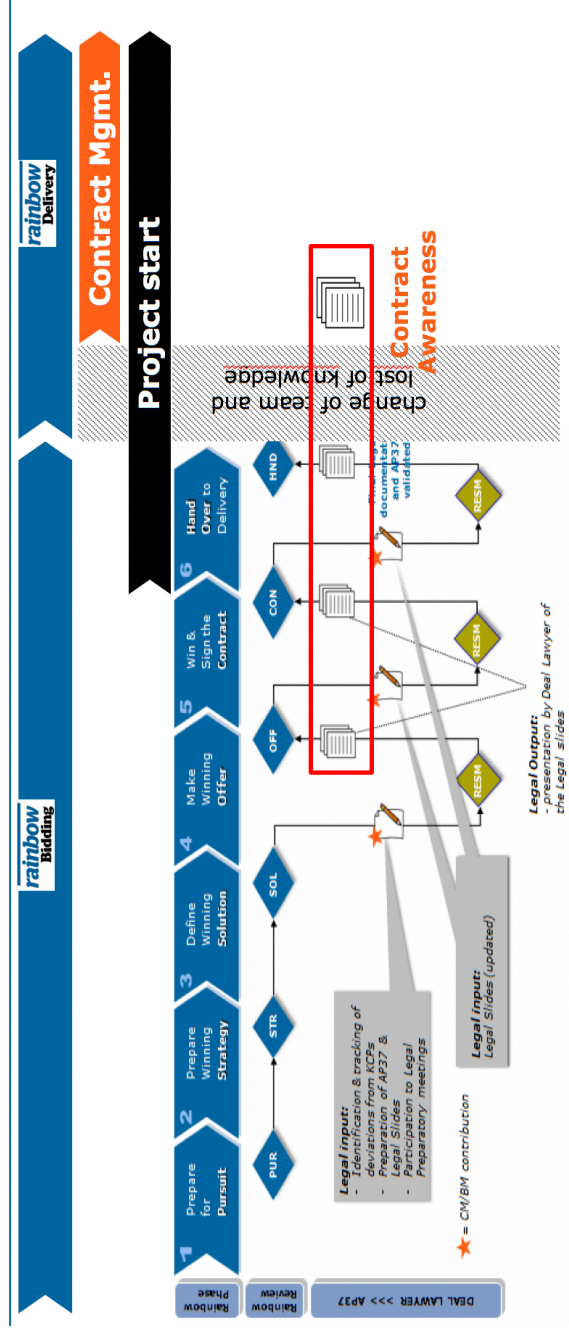 rainbow
Bidding
rainbow
Delivery
Contract Mgmt.
Project start
Rainbow
Phase
1
Prepare
for
Pursuit
2
Prepare
Winning
Strategy
3
Define
Winning
Solution
4
Make
Winning
Offer
5
Win &
Sign the
Contract
6
Hand
Over to
Delivery
Rainbow
Review
PUR
STR
SOL
OFF
CON
HND
change of team and
lost of knowledge
DEAL LAWYER >>> AP37
Legal input:
- Identification & tracking of
deviations from KCPs
- Preparation of AP37 &
Legal Slides
- Participation to Legal
Preparatory meetings
documentat
and AP37
validated
Contract
Awareness
RESM
RESM
RESM
Legal input:
Legal Slides (updated)
Legal Output:
- presentation by Deal Lawyer of
the Legal slides
= CM/BM contribution